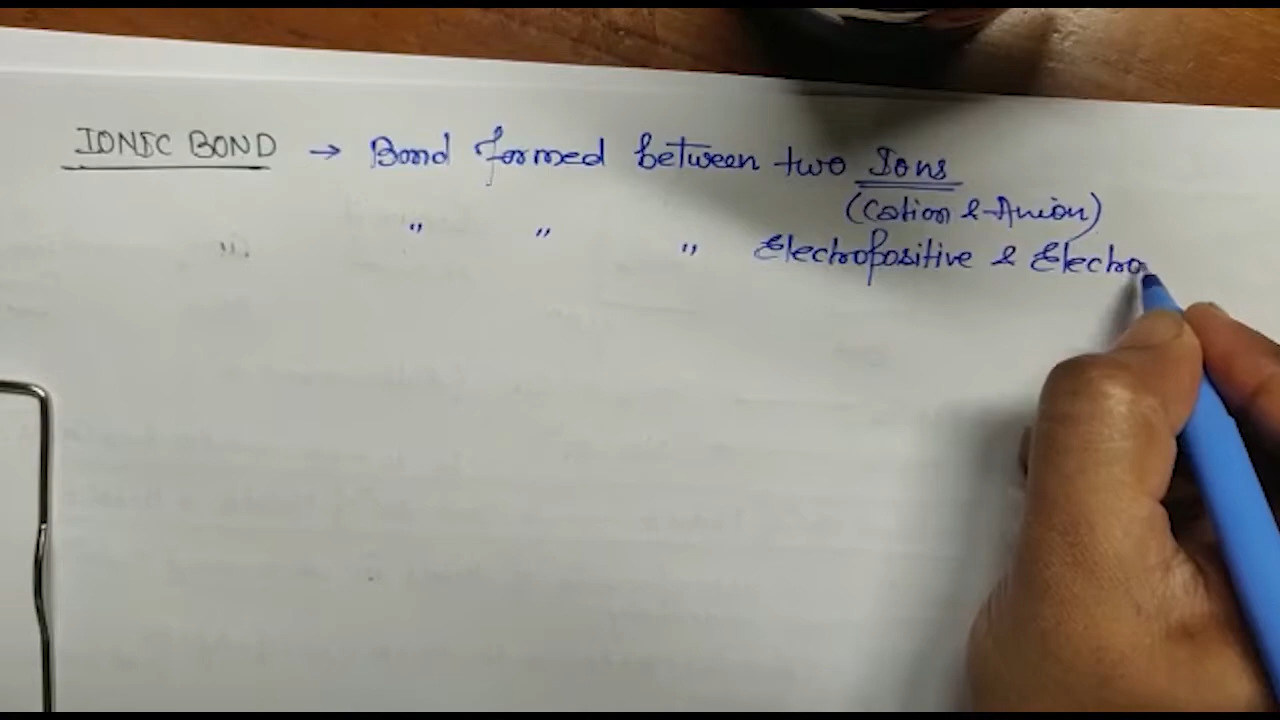 IONIC BOND → Bond formed between two Ions
(Cation & Anion)
" " " Electropositive & Electro